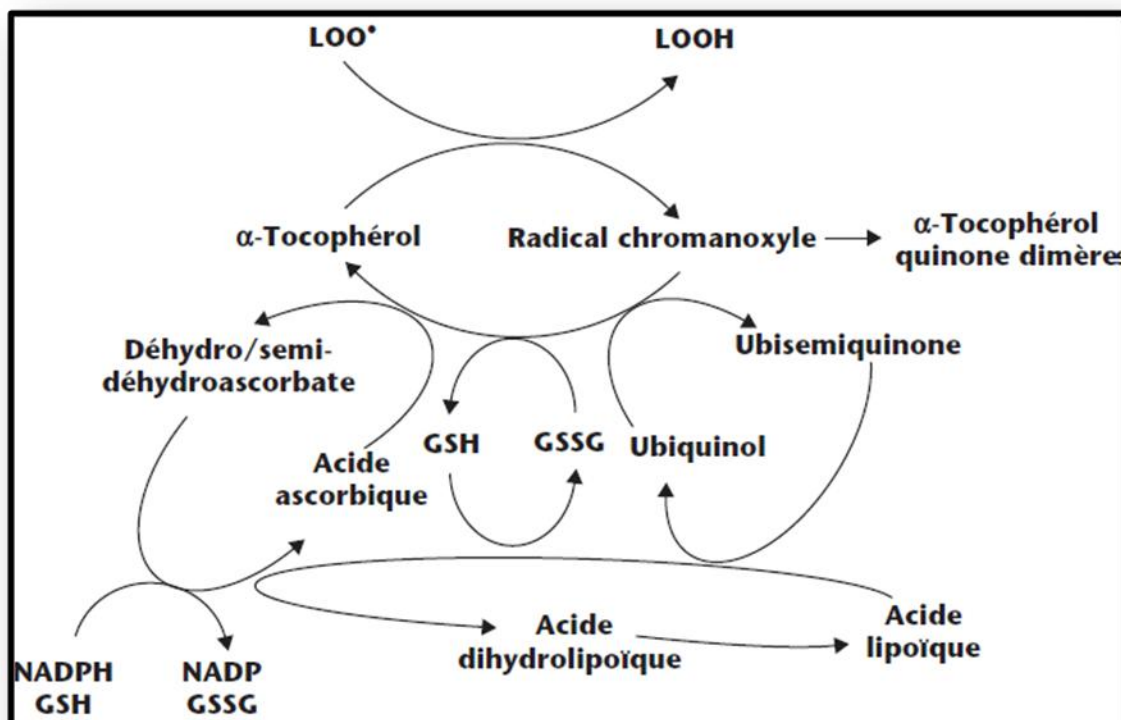 LOO•
LOOH
α-Tocophérol
Radical chromanoxyle
α-Tocophérol
quinone dimères
Déhydro/semi-
déhydroascorbate
Ubisemiquinone
GSH
GSSG
Ubiquinol
Acide
ascorbique
Acide
dihydrolipoïque
Acide
lipoïque
NADPH
GSH
NADP
GSSG